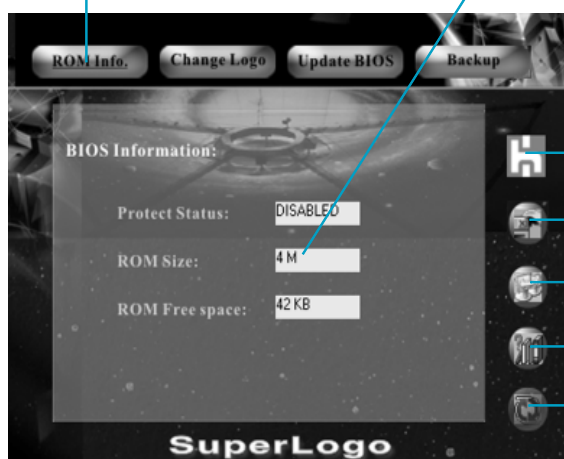 ROM Info. Change Logo Update BIOS Backup
BIOS Information:
Protect Status: DISABLED
ROM Size: 4 M
ROM Free space: 42 KB
SuperLogo